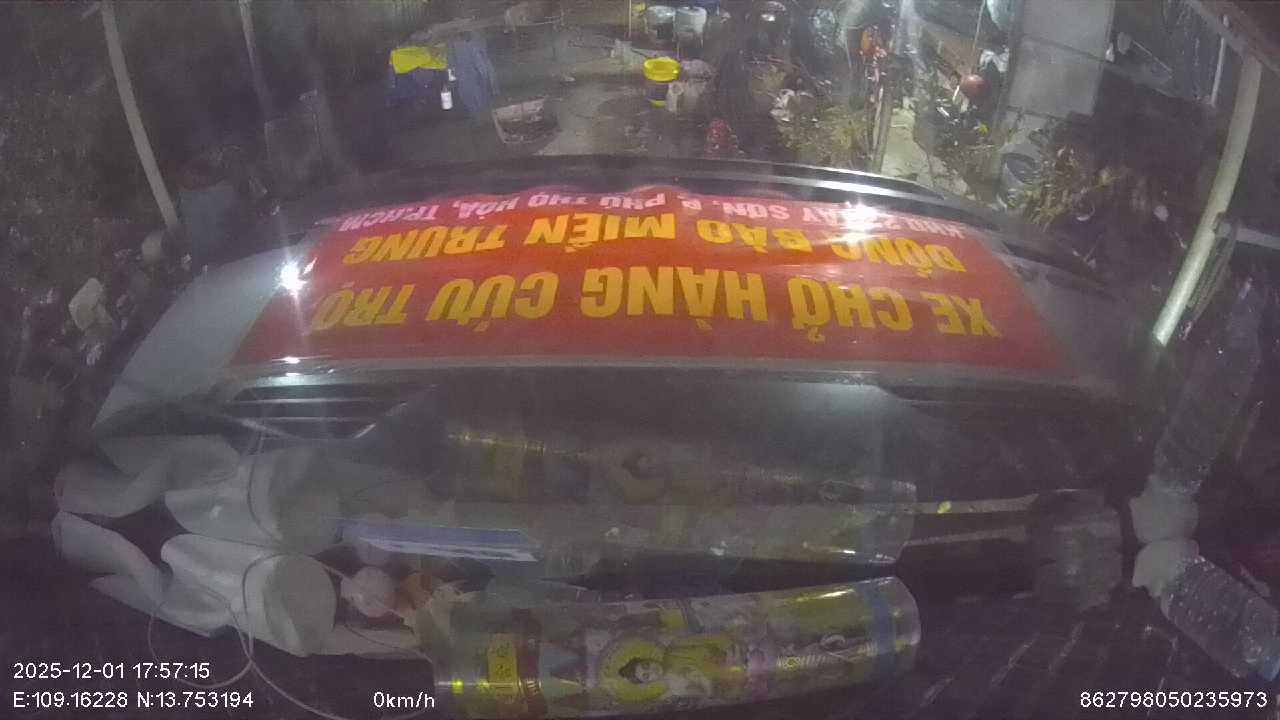 XE CHỞ HÀNG CỨU TRỢ
ĐỒNG BÀO MIỀN TRUNG
SƠN, P. PHÚ THỌ HÒA, TP.HCM
2025-12-01 17:57:15
E:109.16228 N:13.753194
0km/h
862798050235973